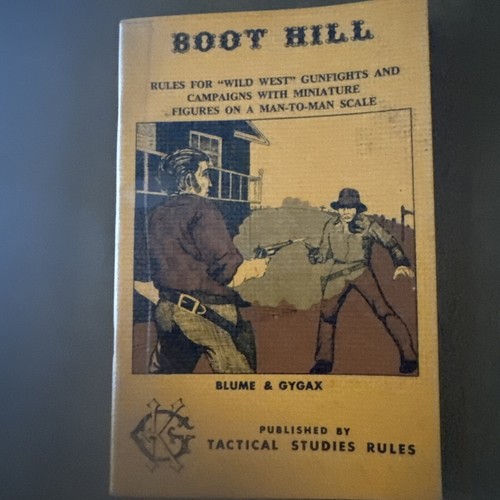 BOOT HILL
RULES FOR "WILD WEST" GUNFIGHTS AND
CAMPAIGNS WITH MINIATURE
FIGURES ON A MAN-TO-MAN SCALE
BLUME & GYGAX
GK
PUBLISHED BY
TACTICAL STUDIES RULES